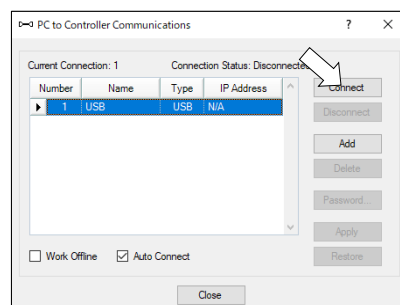 PC to Controller Communications ? ×
Current Connection: 1 Connection Status: Disconnected
Connect
Number Name Type IP Address
1 USB USB N/A
Disconnect
Add
Delete
Password...
Apply
Work Offline Auto Connect Restore
Close